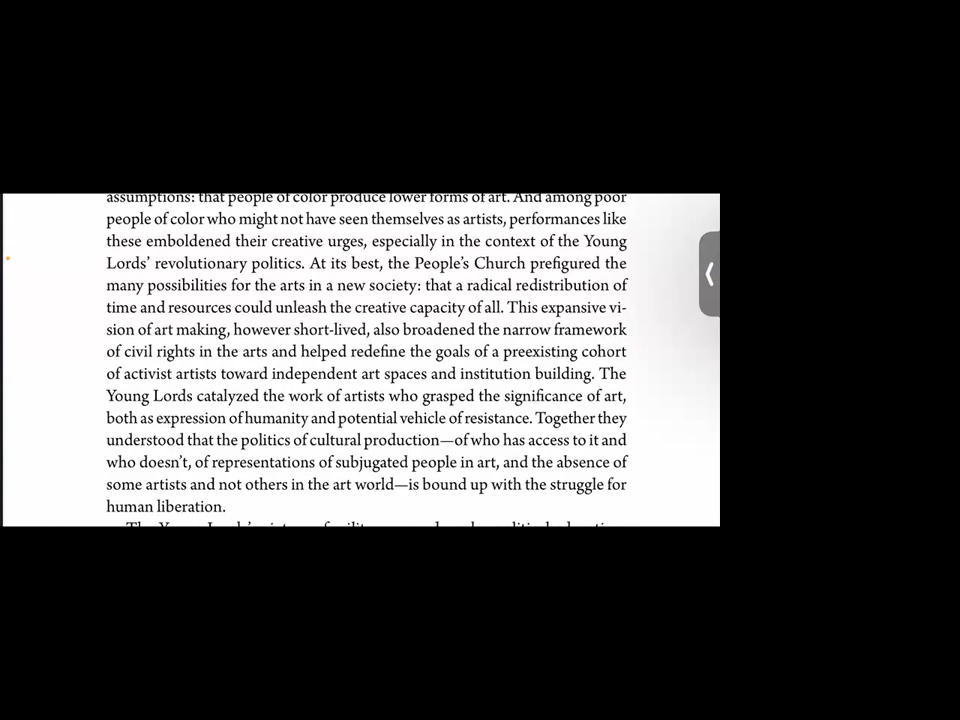 assumptions: that people of color produce lower forms of art. And among poor
people of color who might not have seen themselves as artists, performances like
these emboldened their creative urges, especially in the context of the Young
Lords’ revolutionary politics. At its best, the People’s Church prefigured the
many possibilities for the arts in a new society: that a radical redistribution of
time and resources could unleash the creative capacity of all. This expansive vi-
sion of art making, however short-lived, also broadened the narrow framework
of civil rights in the arts and helped redefine the goals of a preexisting cohort
of activist artists toward independent art spaces and institution building. The
Young Lords catalyzed the work of artists who grasped the significance of art,
both as expression of humanity and potential vehicle of resistance. Together they
understood that the politics of cultural production—of who has access to it and
who doesn’t, of representations of subjugated people in art, and the absence of
some artists and not others in the art world—is bound up with the struggle for
human liberation.